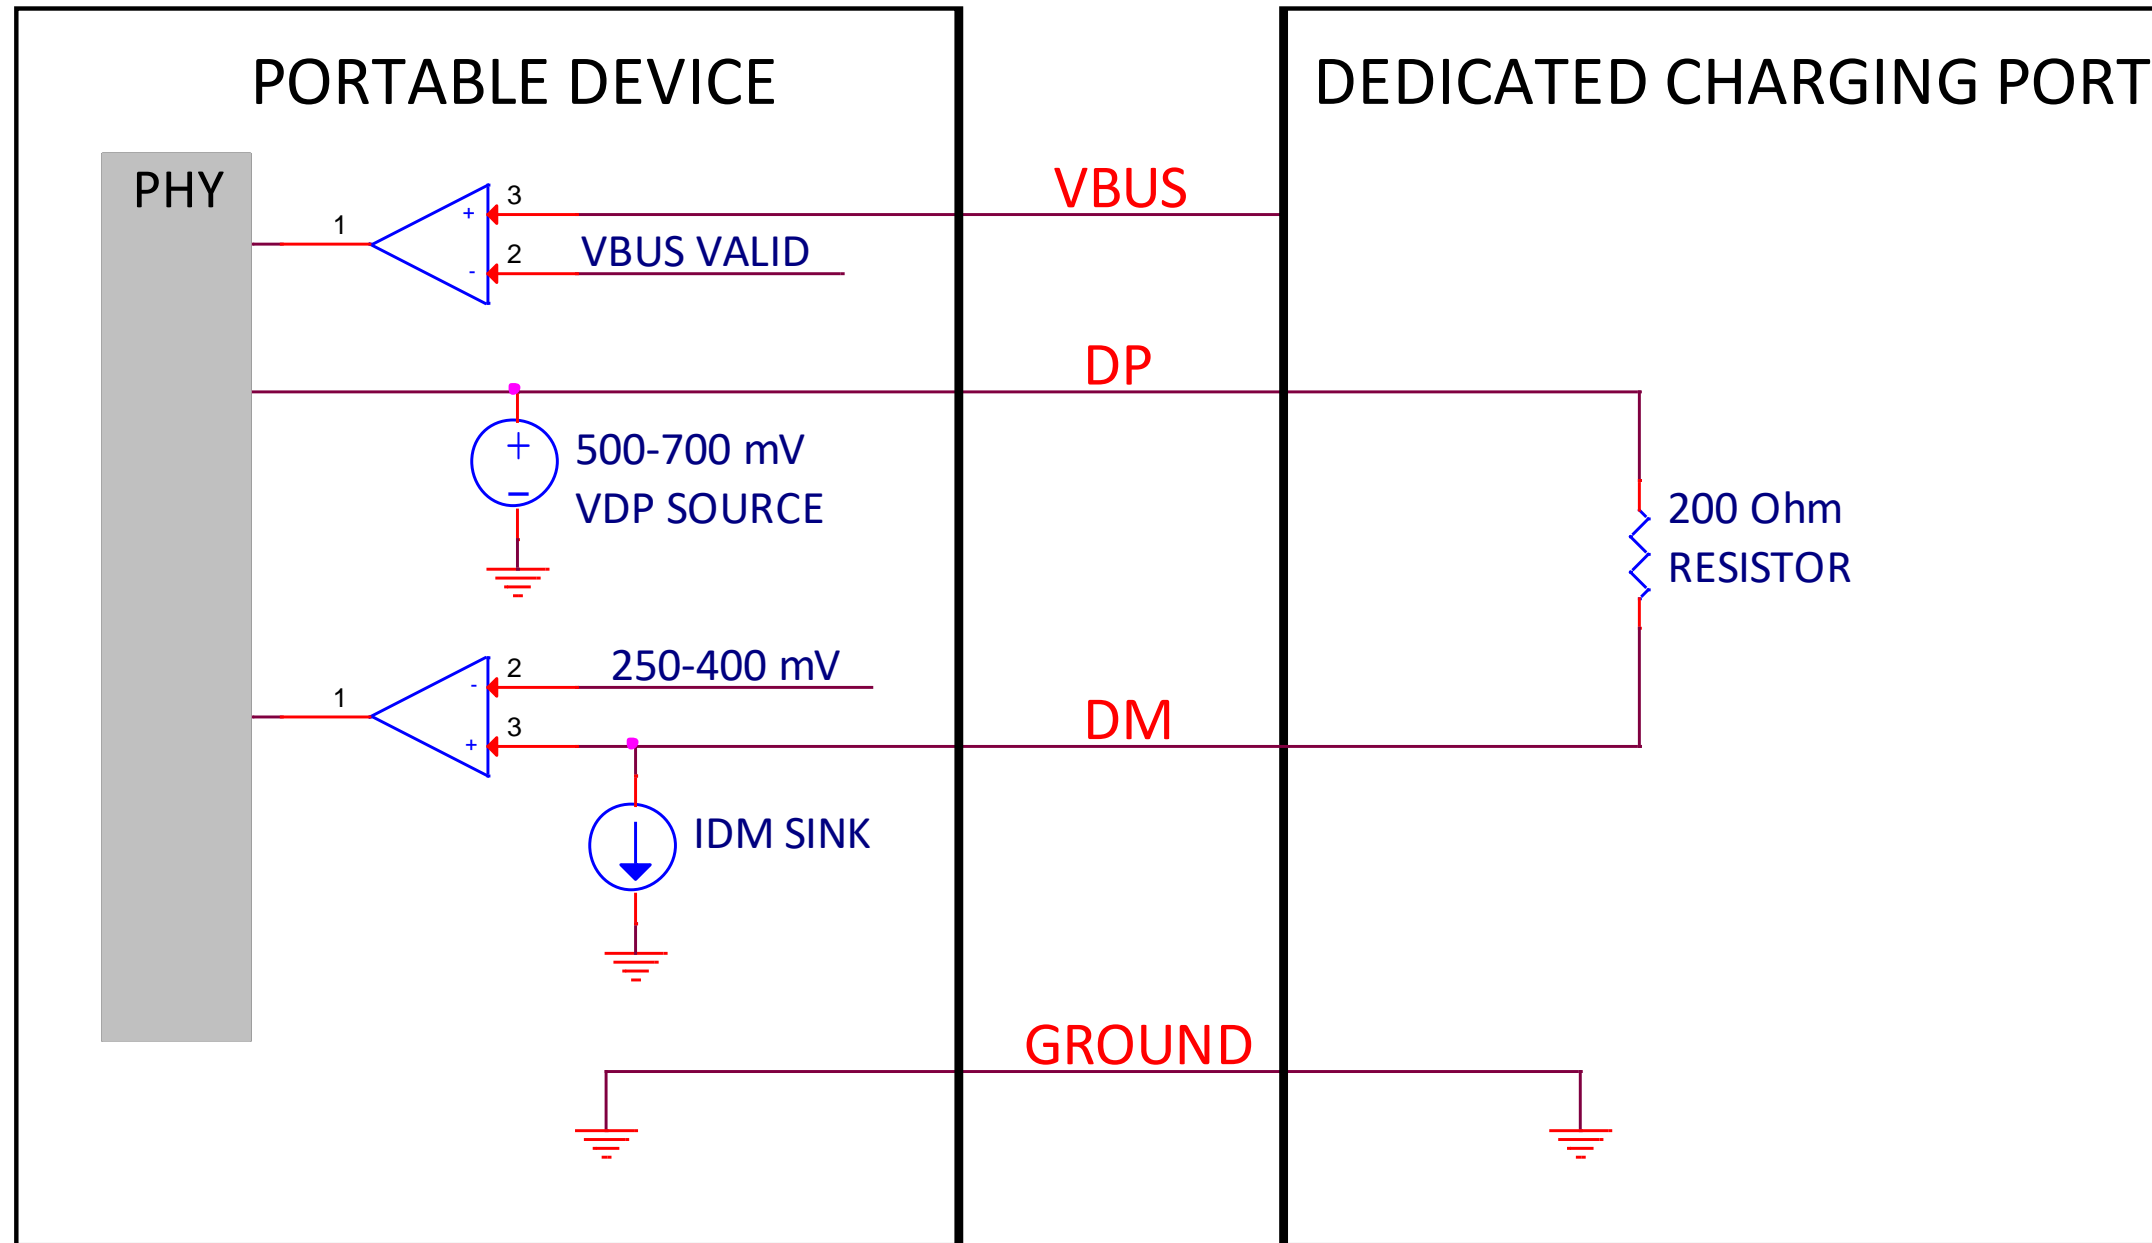 PORTABLE DEVICE
DEDICATED CHARGING PORT
PHY
1
+
3
-
2
VBUS VALID
VBUS
DP
+
500-700 mV
VDP SOURCE
200 Ohm
RESISTOR
1
-
2
250-400 mV
+
3
DM
IDM SINK
GROUND